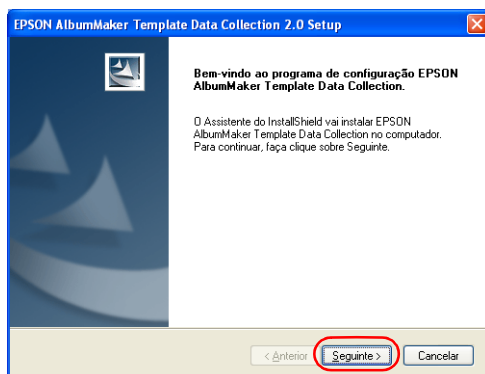 EPSON AlbumMaker Template Data Collection 2.0 Setup
Bem-vindo ao programa de configuração EPSON
AlbumMaker Template Data Collection.
O Assistente do InstallShield vai instalar EPSON
AlbumMaker Template Data Collection no computador.
Para continuar, faça clique sobre Seguinte.
< Anterior
Seguinte >
Cancelar